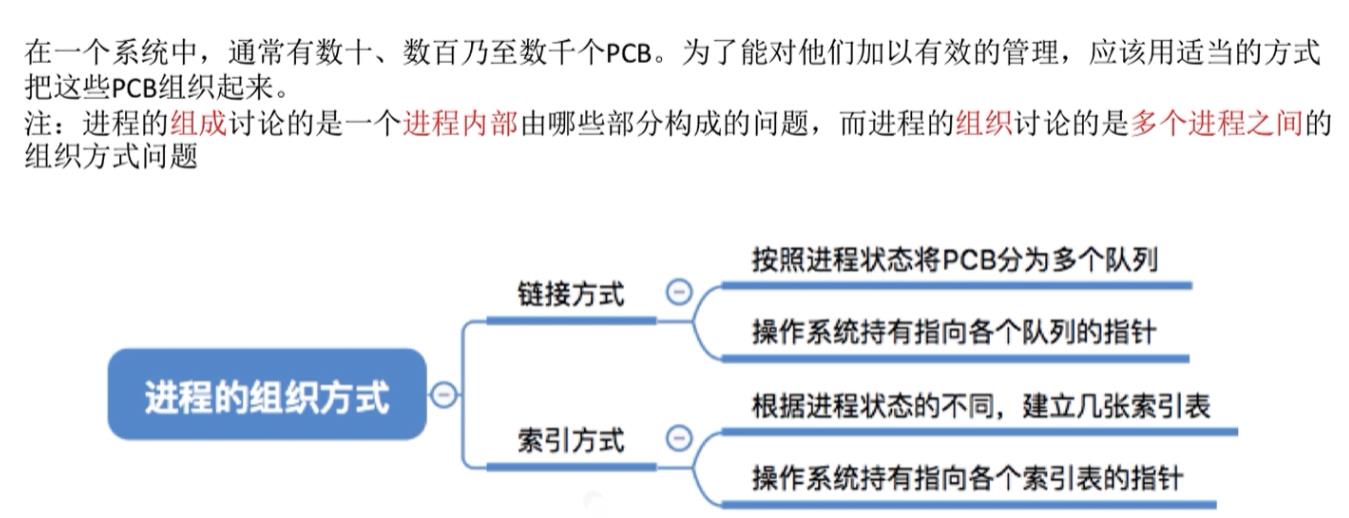 在一个系统中，通常有数十、数百乃至数千个PCB。为了能对他们加以有效的管理，应该用适当的方式
把这些PCB组织起来。
注：进程的组成讨论的是一个进程内部由哪些部分构成的问题，而进程的组织讨论的是多个进程之间的
组织方式问题
进程的组织方式
链接方式
按照进程状态将PCB分为多个队列
操作系统持有指向各个队列的指针
索引方式
根据进程状态的不同，建立几张索引表
操作系统持有指向各个索引表的指针